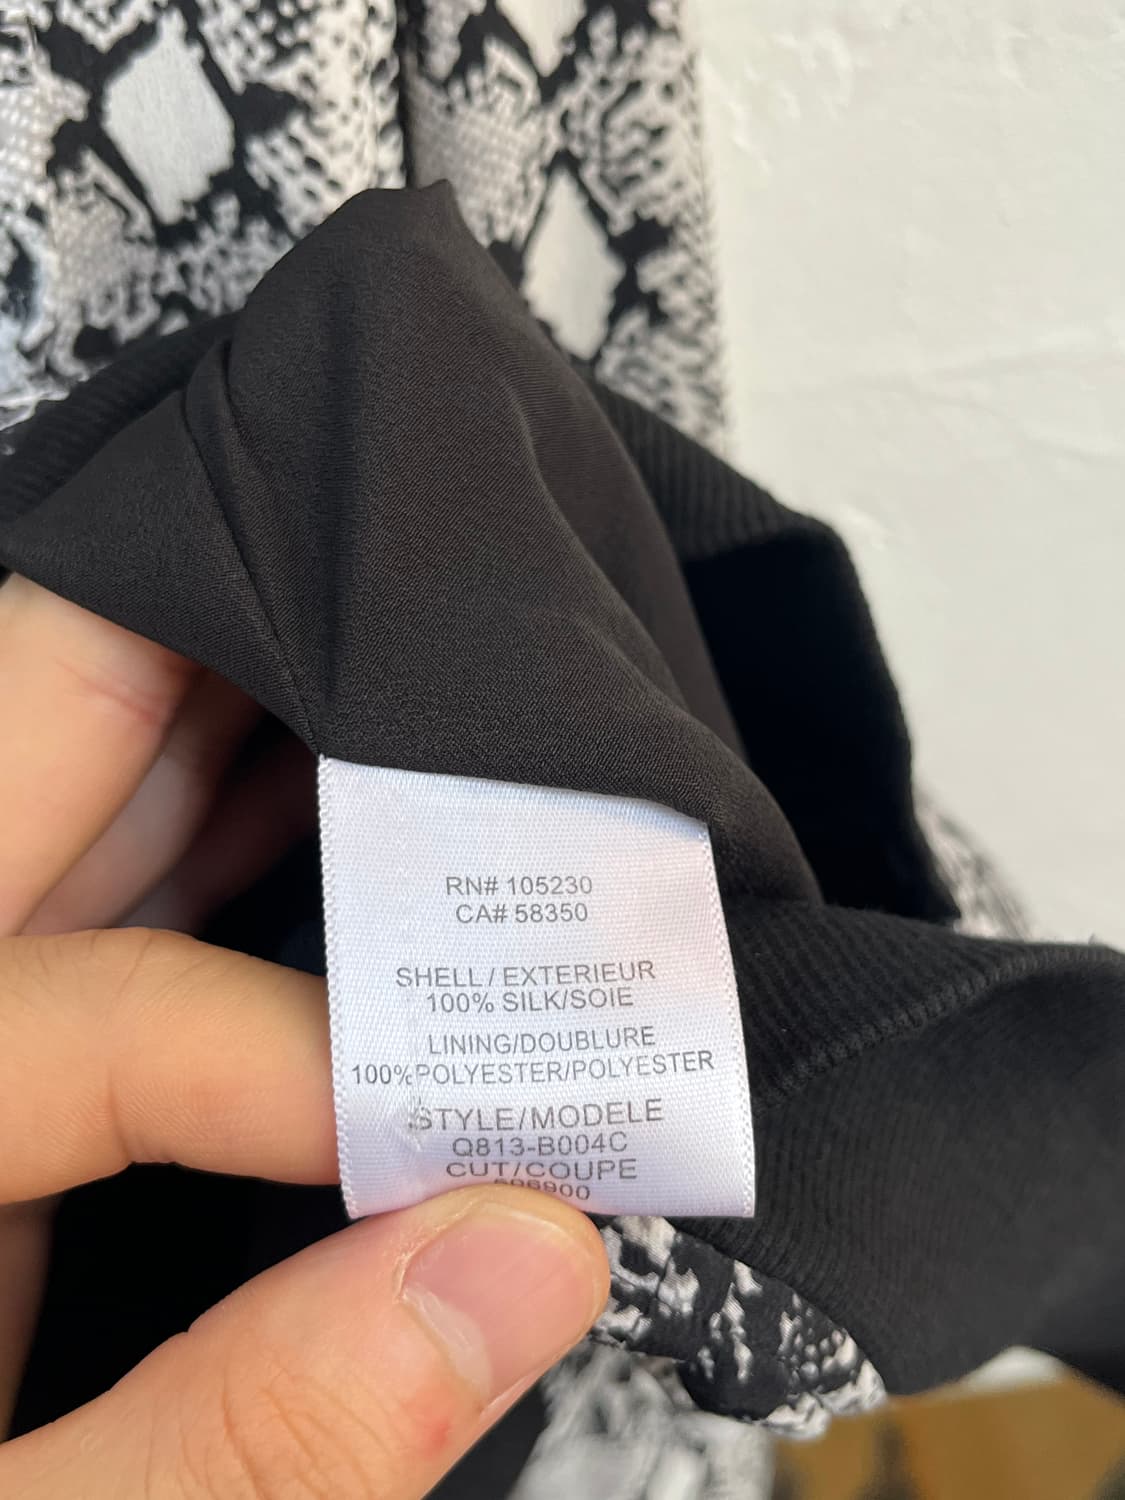 RN# 105230
CA# 58350
SHELL / EXTERIEUR
100% SILK/SOIE
LINING/DOUBLURE
100% POLYESTER/POLYESTER
STYLE/MODELE
Q813-B004C
CUT/COUPE